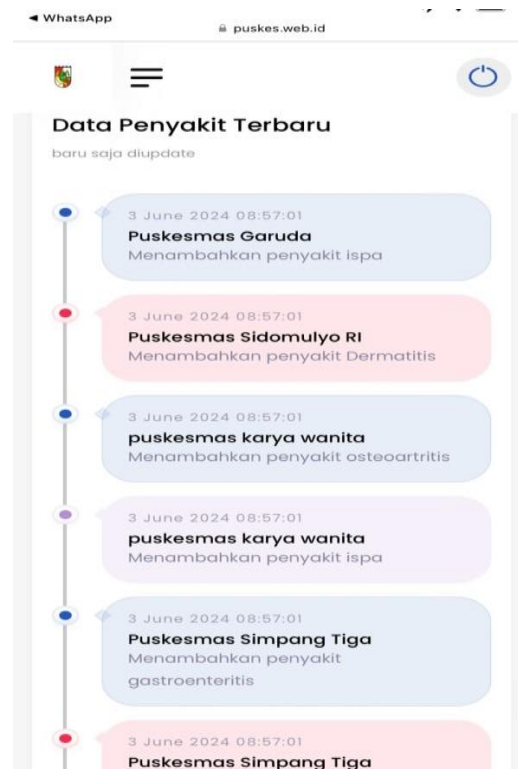 ◄ WhatsApp
puskes.web.id
Data Penyakit Terbaru
baru saja diupdate
3 June 2024 08:57:01
Puskesmas Garuda
Menambahkan penyakit ispa
3 June 2024 08:57:01
Puskesmas Sidomulyo RI
Menambahkan penyakit Dermatitis
3 June 2024 08:57:01
puskesmas karya wanita
Menambahkan penyakit osteoartritis
3 June 2024 08:57:01
puskesmas karya wanita
Menambahkan penyakit ispa
3 June 2024 08:57:01
Puskesmas Simpang Tiga
Menambahkan penyakit
gastroenteritis
3 June 2024 08:57:01
Puskesmas Simpang Tiga